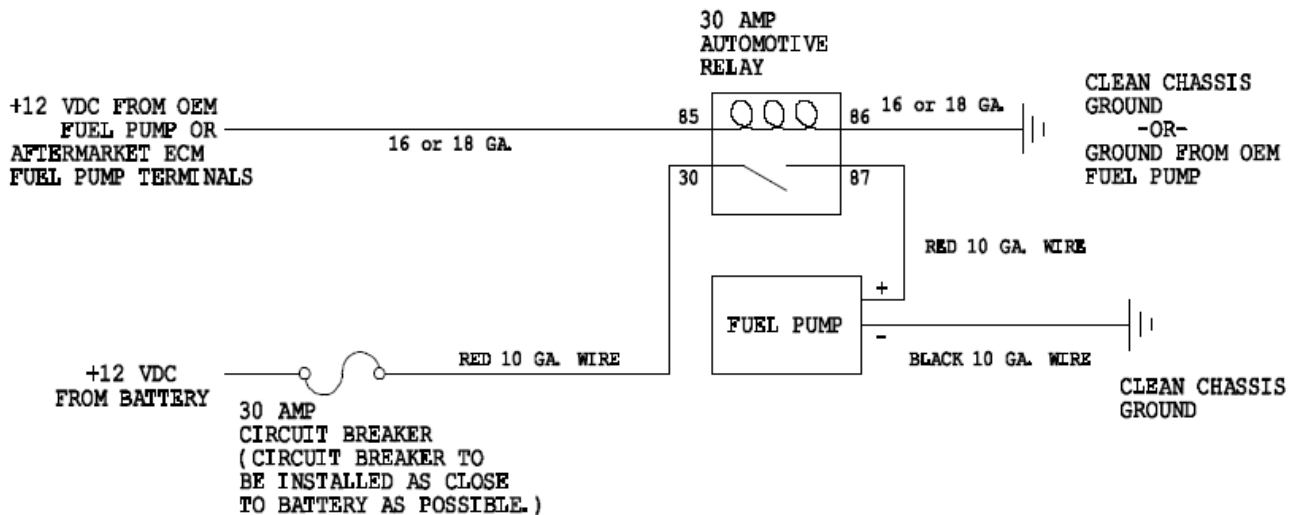 30 AMP
AUTOMOTIVE
RELAY
+12 VDC FROM OEM
FUEL PUMP OR
AFTERMARKET ECM
FUEL PUMP TERMINALS
16 or 18 GA.
85
86
30
87
16 or 18 GA.
CLEAN CHASSIS
GROUND
-OR-
GROUND FROM OEM
FUEL PUMP
RED 10 GA. WIRE
FUEL PUMP
+
-
BLACK 10 GA. WIRE
CLEAN CHASSIS
GROUND
+12 VDC
FROM BATTERY
RED 10 GA. WIRE
30 AMP
CIRCUIT BREAKER
(CIRCUIT BREAKER TO
BE INSTALLED AS CLOSE
TO BATTERY AS POSSIBLE.)